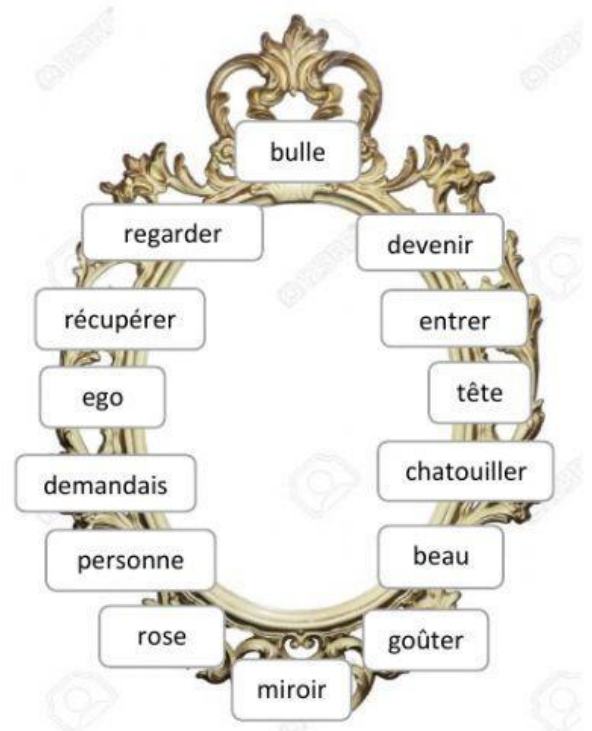 bulle
regarder
devenir
récupérer
entrer
ego
tête
demandais
chatouiller
personne
beau
rose
goûter
miroir